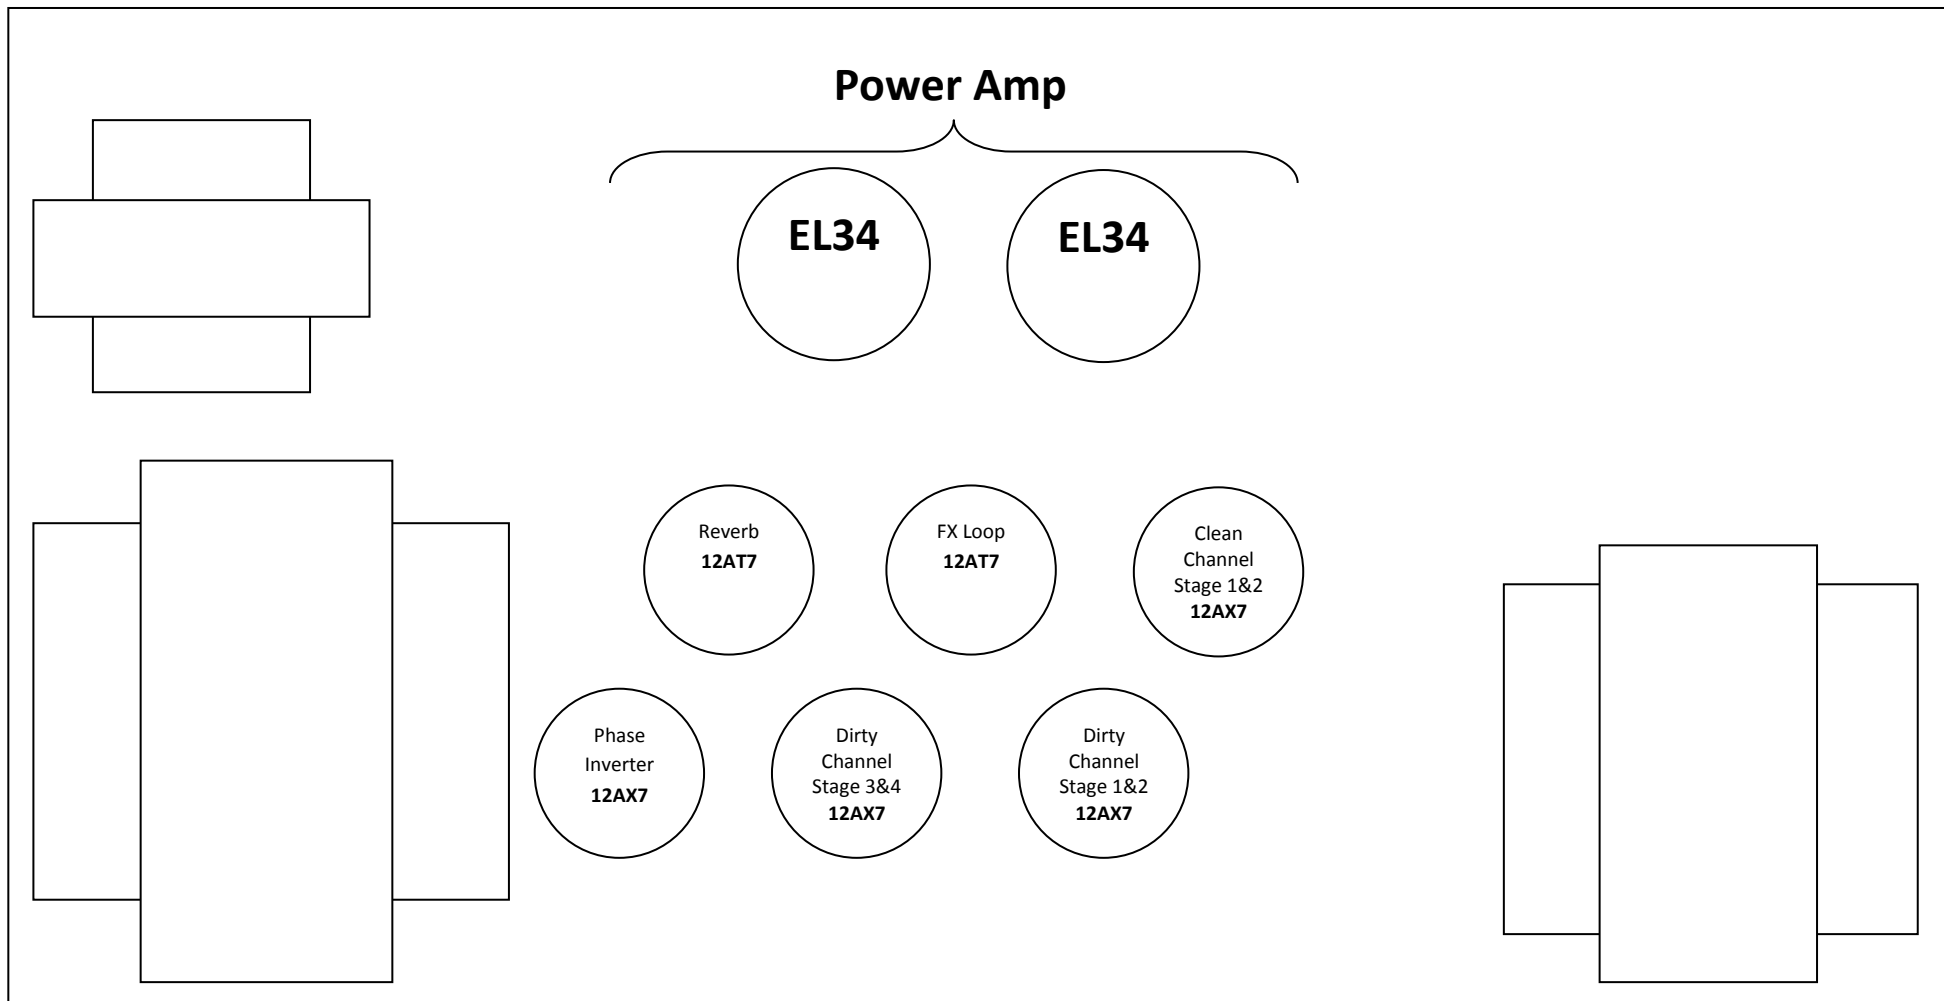 Power Amp
EL34
EL34
Reverb
12AT7
FX Loop
12AT7
Clean
Channel
Stage 1&2
12AX7
Phase
Inverter
12AX7
Dirty
Channel
Stage 3&4
12AX7
Dirty
Channel
Stage 1&2
12AX7